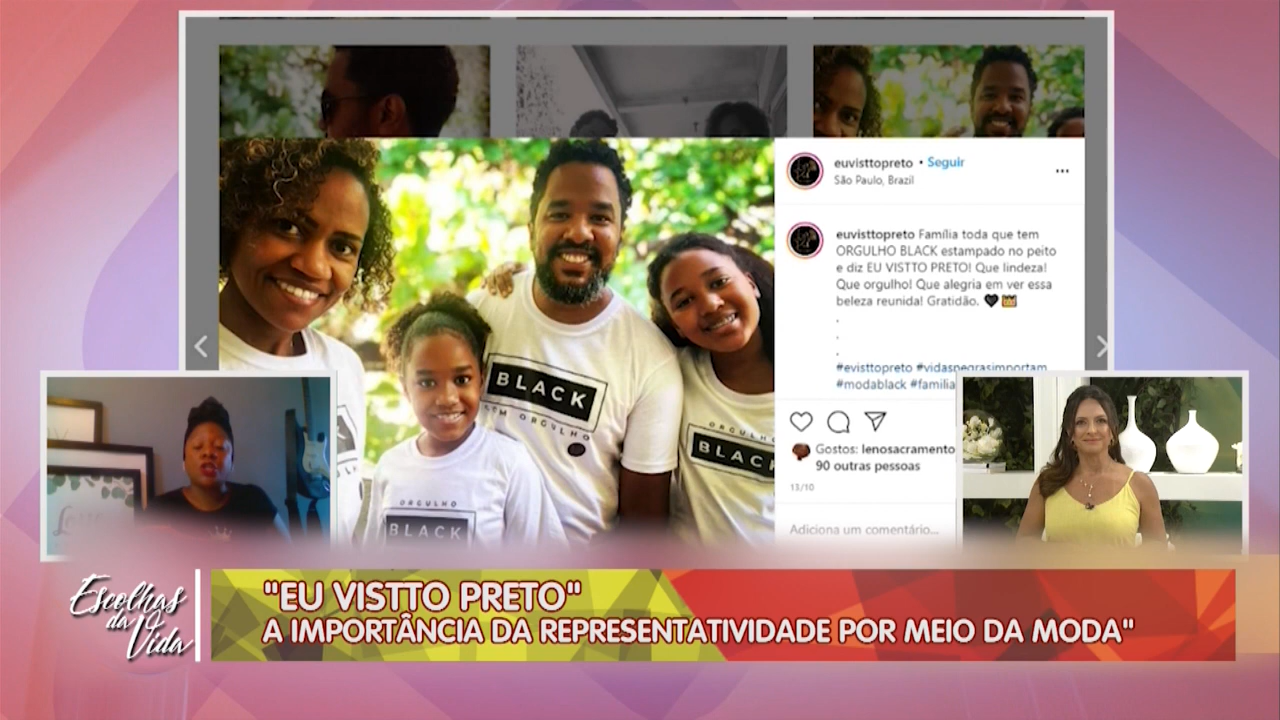 euvisttopreto • Seguir
São Paulo, Brazil
euvisttopreto Família toda que tem
ORGULHO BLACK estampado no peito
e diz EU VISTTO PRETO! Que lindeza!
Que orgulho! Que alegria em ver essa
beleza reunida! Gratidão. 🖤
.
.
.
#evisttopreto #vidasnegrasimportam
#modablack #familia
Gostos: lenosacramento
90 outras pessoas
13/10
Adiciona um comentário...
BLACK
COM ORGULHO
ORGULHO
BLACK
ORGULHO
BLACK
Love
Escolhas
da
Vida
"EU VISTTO PRETO"
A IMPORTÂNCIA DA REPRESENTATIVIDADE POR MEIO DA MODA"